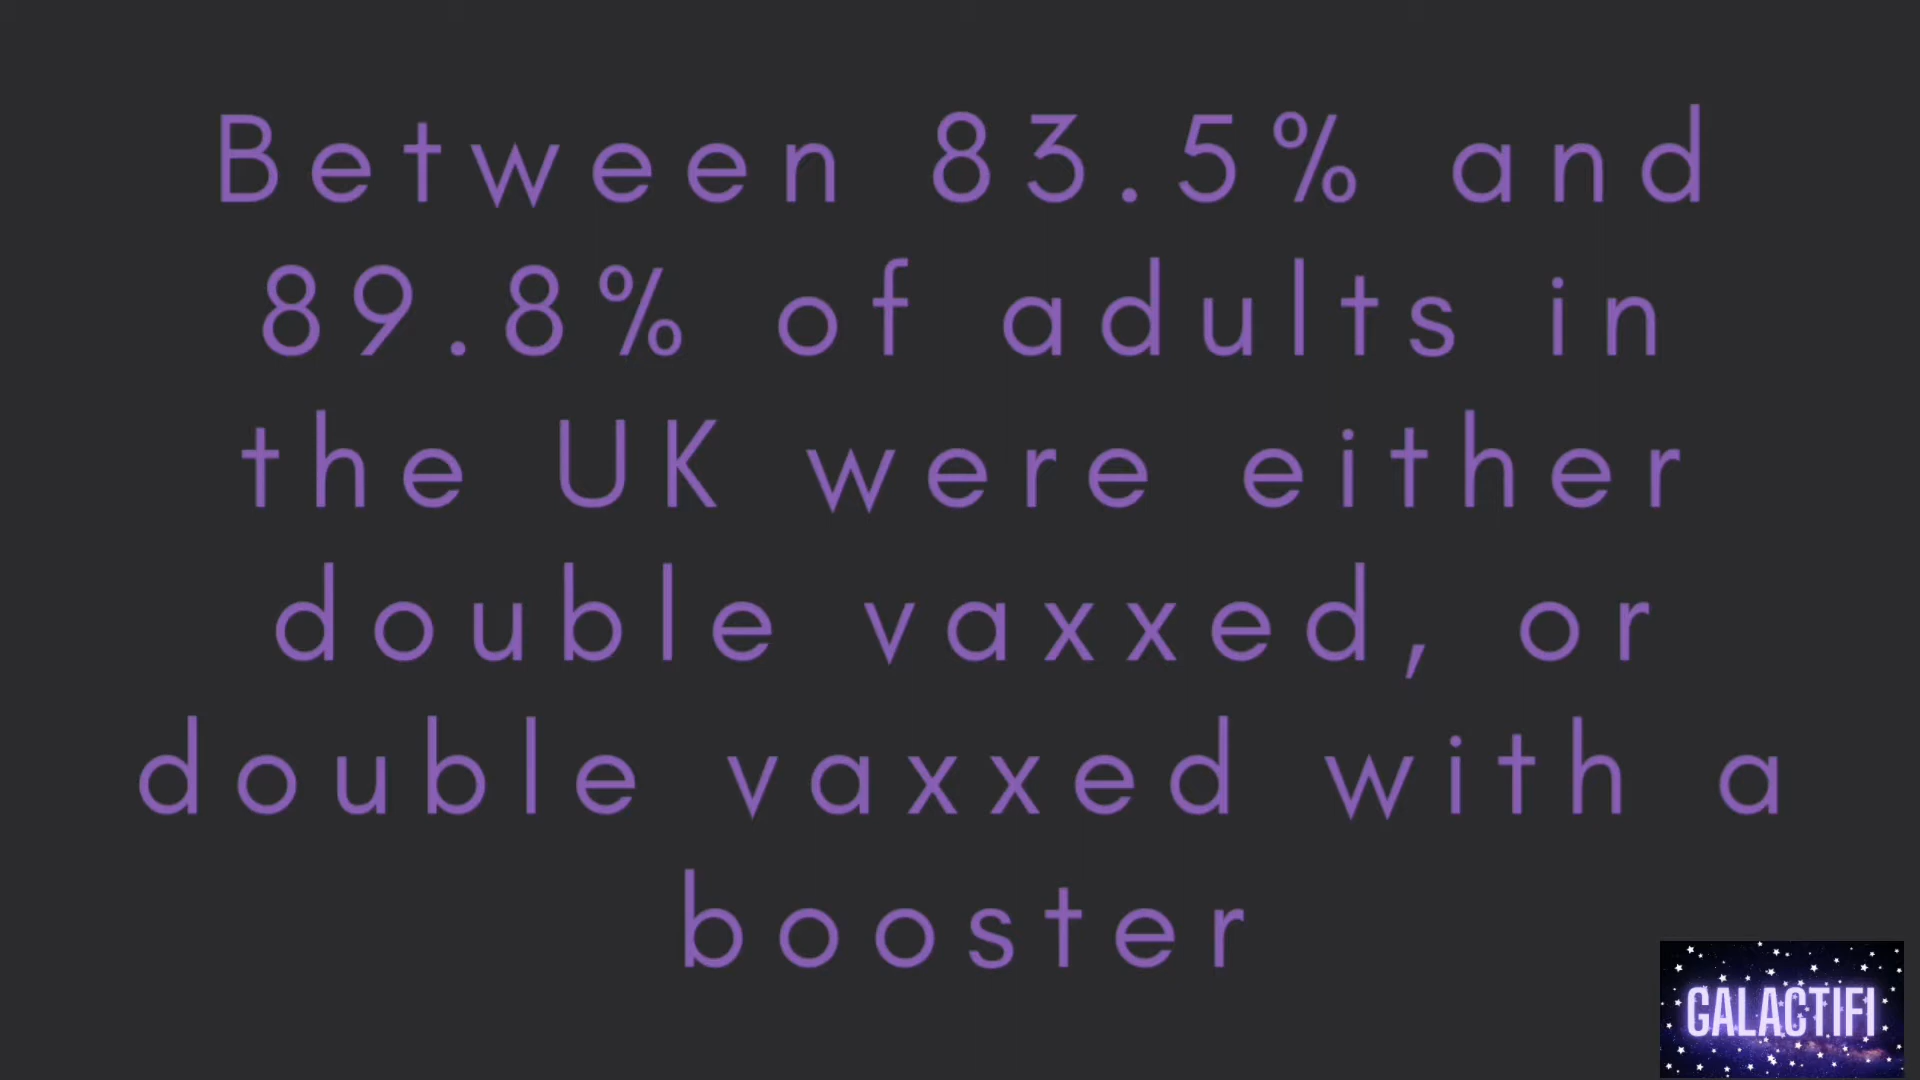 Between 83.5% and
89.8% of adults in
the UK were either
double vaxxed, or
double vaxxed with a
booster
GALACTIFI